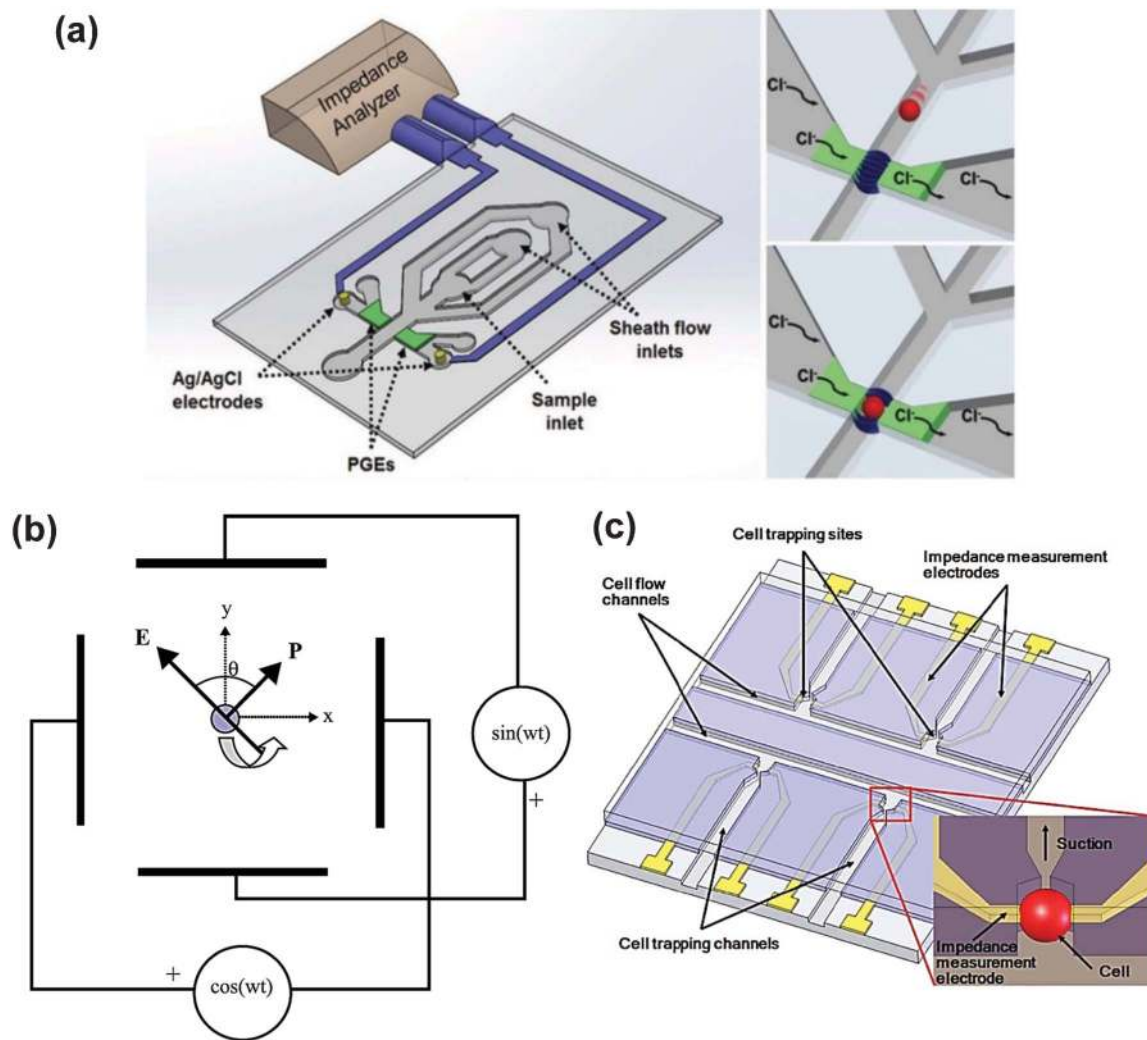 (a)
Impedance
Analyzer
Ag/AgCl
electrodes
PGEs
Sample
inlet
Sheath flow
inlets
Cl-
Cl-
Cl-
Cl-
Cl-
Cl-
Cl-
Cl-
(b)
E
y
θ
P
x
sin(wt)
+
+
cos(wt)
(c)
Cell trapping sites
Cell flow
channels
Impedance measurement
electrodes
Cell trapping channels
Suction
Impedance
measurement
electrode
Cell